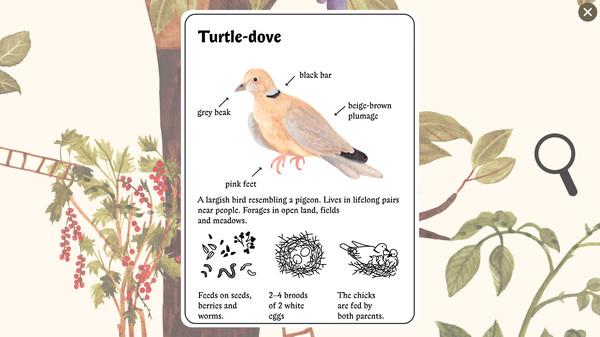 Turtle-dove
black bar
grey beak
beige-brown
plumage
pink feet
A largish bird resembling a pigeon. Lives in lifelong pairs
near people. Forages in open land, fields
and meadows.
Feeds on seeds,
berries and
worms.
2–4 broods
of 2 white
eggs
The chicks
are fed by
both parents.